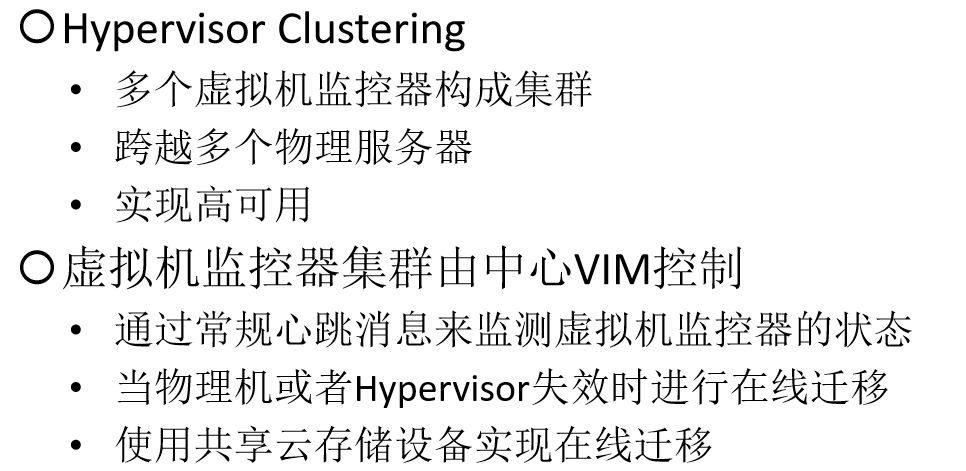 Hypervisor Clustering
• 多个虚拟机监控器构成集群
• 跨越多个物理服务器
• 实现高可用
虚拟机监控器集群由中心VIM控制
• 通过常规心跳消息来监测虚拟机监控器的状态
• 当物理机或者Hypervisor失效时进行在线迁移
• 使用共享云存储设备实现在线迁移